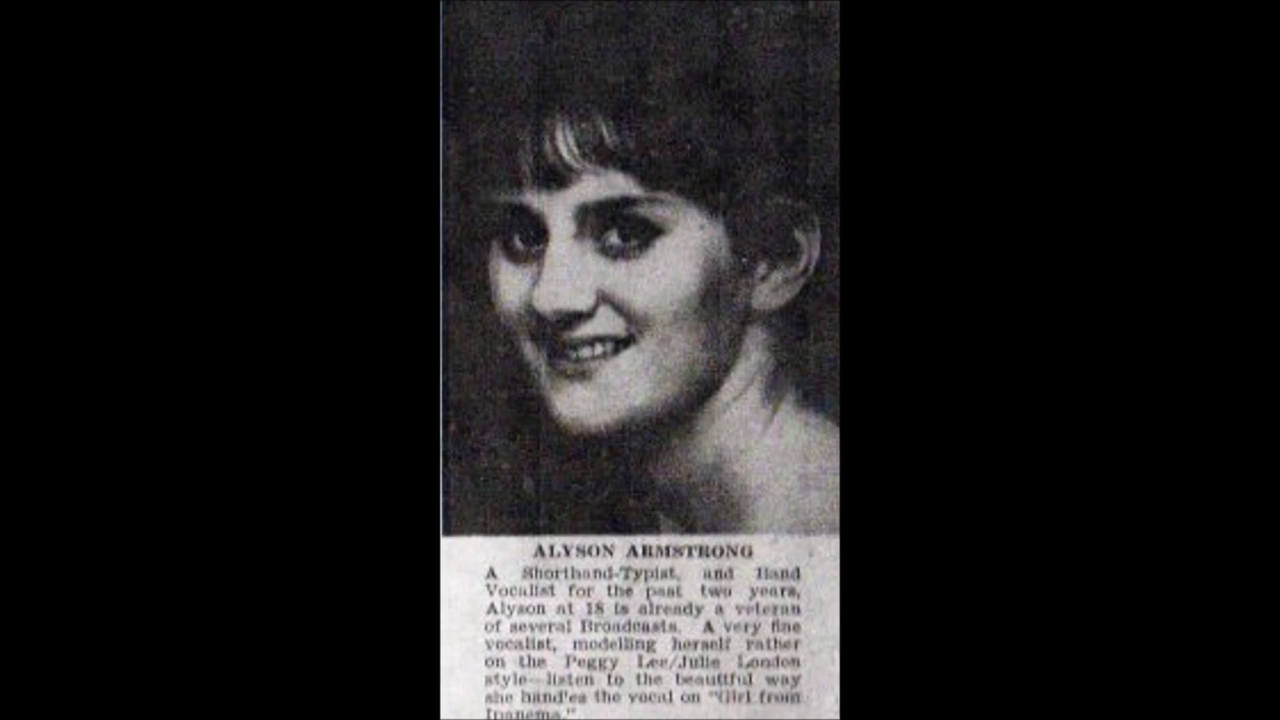 ALYSON ARMSTRONG
A Shorthand-Typist, and Band
Vocalist for the past two years,
Alyson at 18 is already a veteran
of several Broadcasts. A very fine
vocalist, modelling herself rather
on the Peggy Lee/Julie London
style—listen to the beautiful way
she hand'es the vocal on "Girl from
Ipanema."